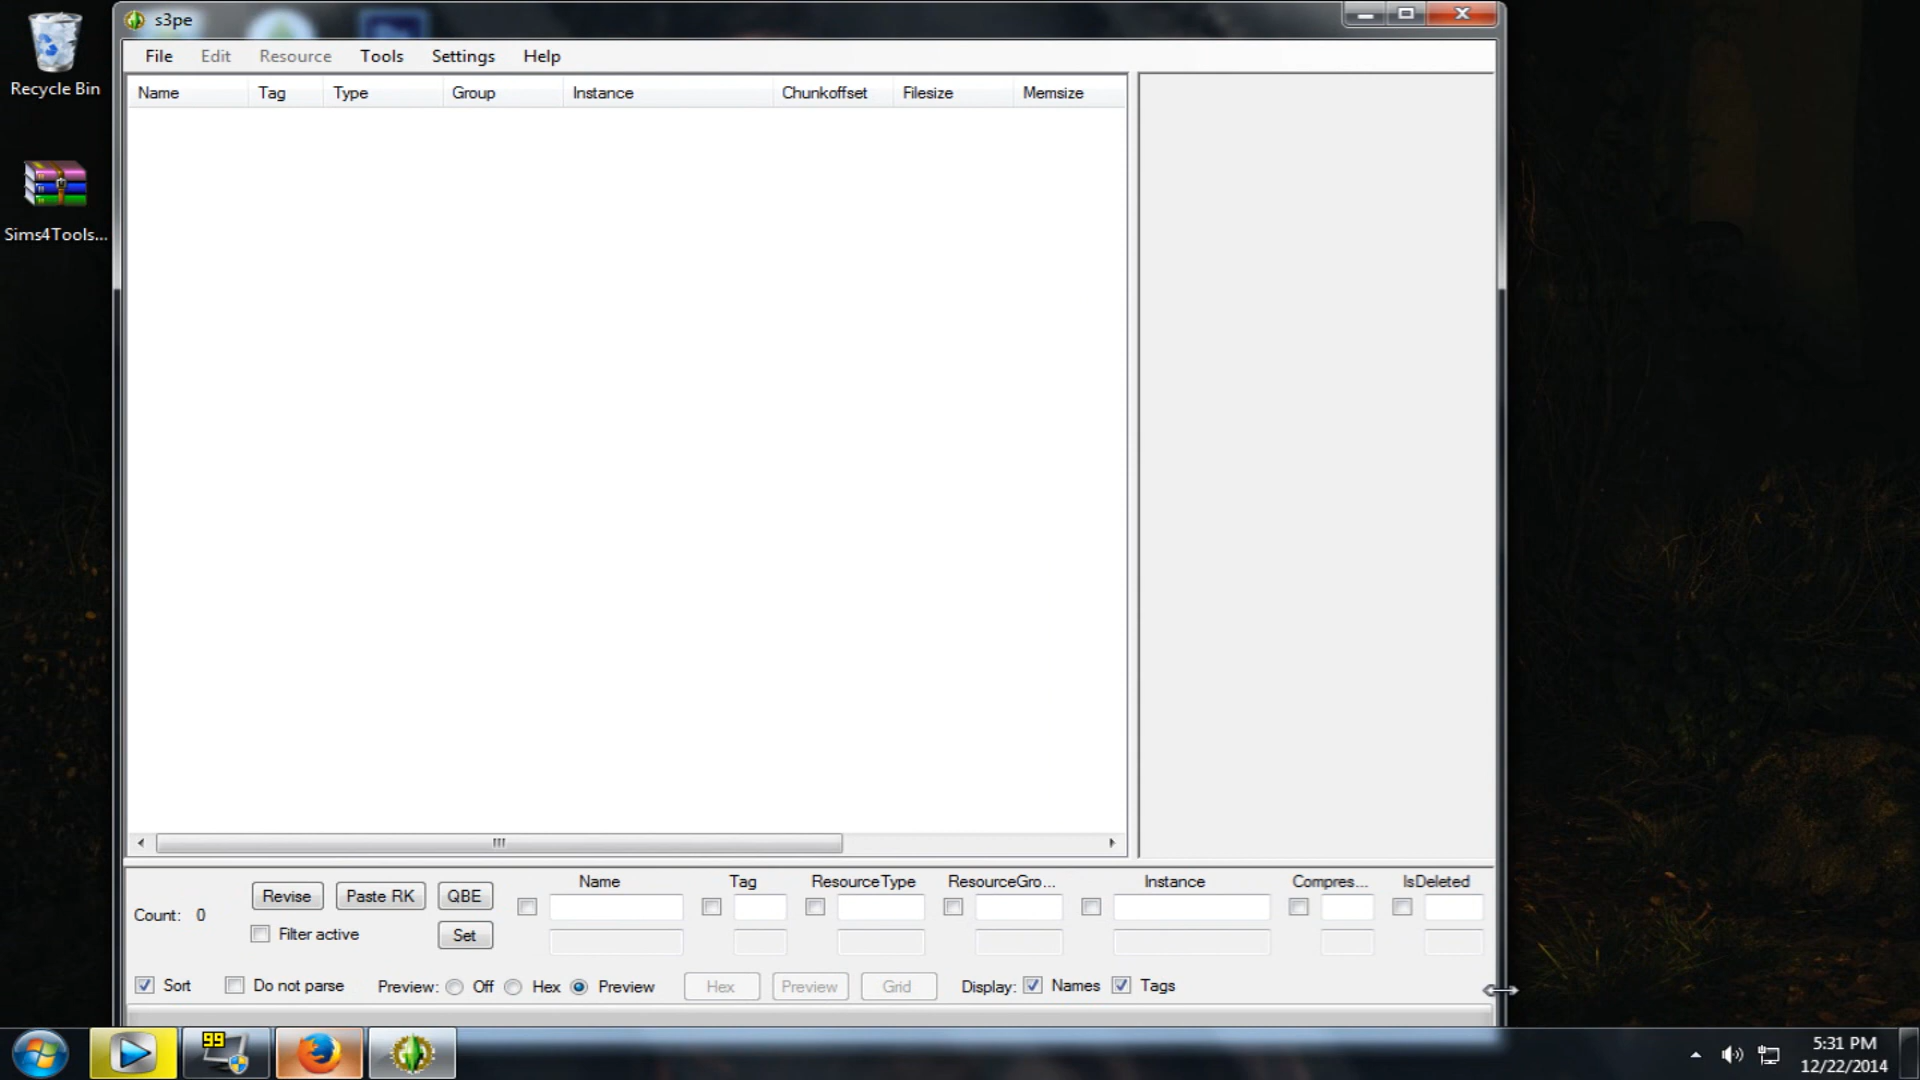 s3pe
Recycle Bin
File Edit Resource Tools Settings Help
Name Tag Type Group Instance Chunkoffset Filesize Memsize
Sims4Tools...
Name Tag ResourceType ResourceGro... Instance Compres... IsDeleted
Revise Paste RK QBE
Count: 0
Filter active Set
Sort Do not parse Preview: Off Hex Preview Hex Preview Grid Display: Names Tags
99
5:31 PM
12/22/2014